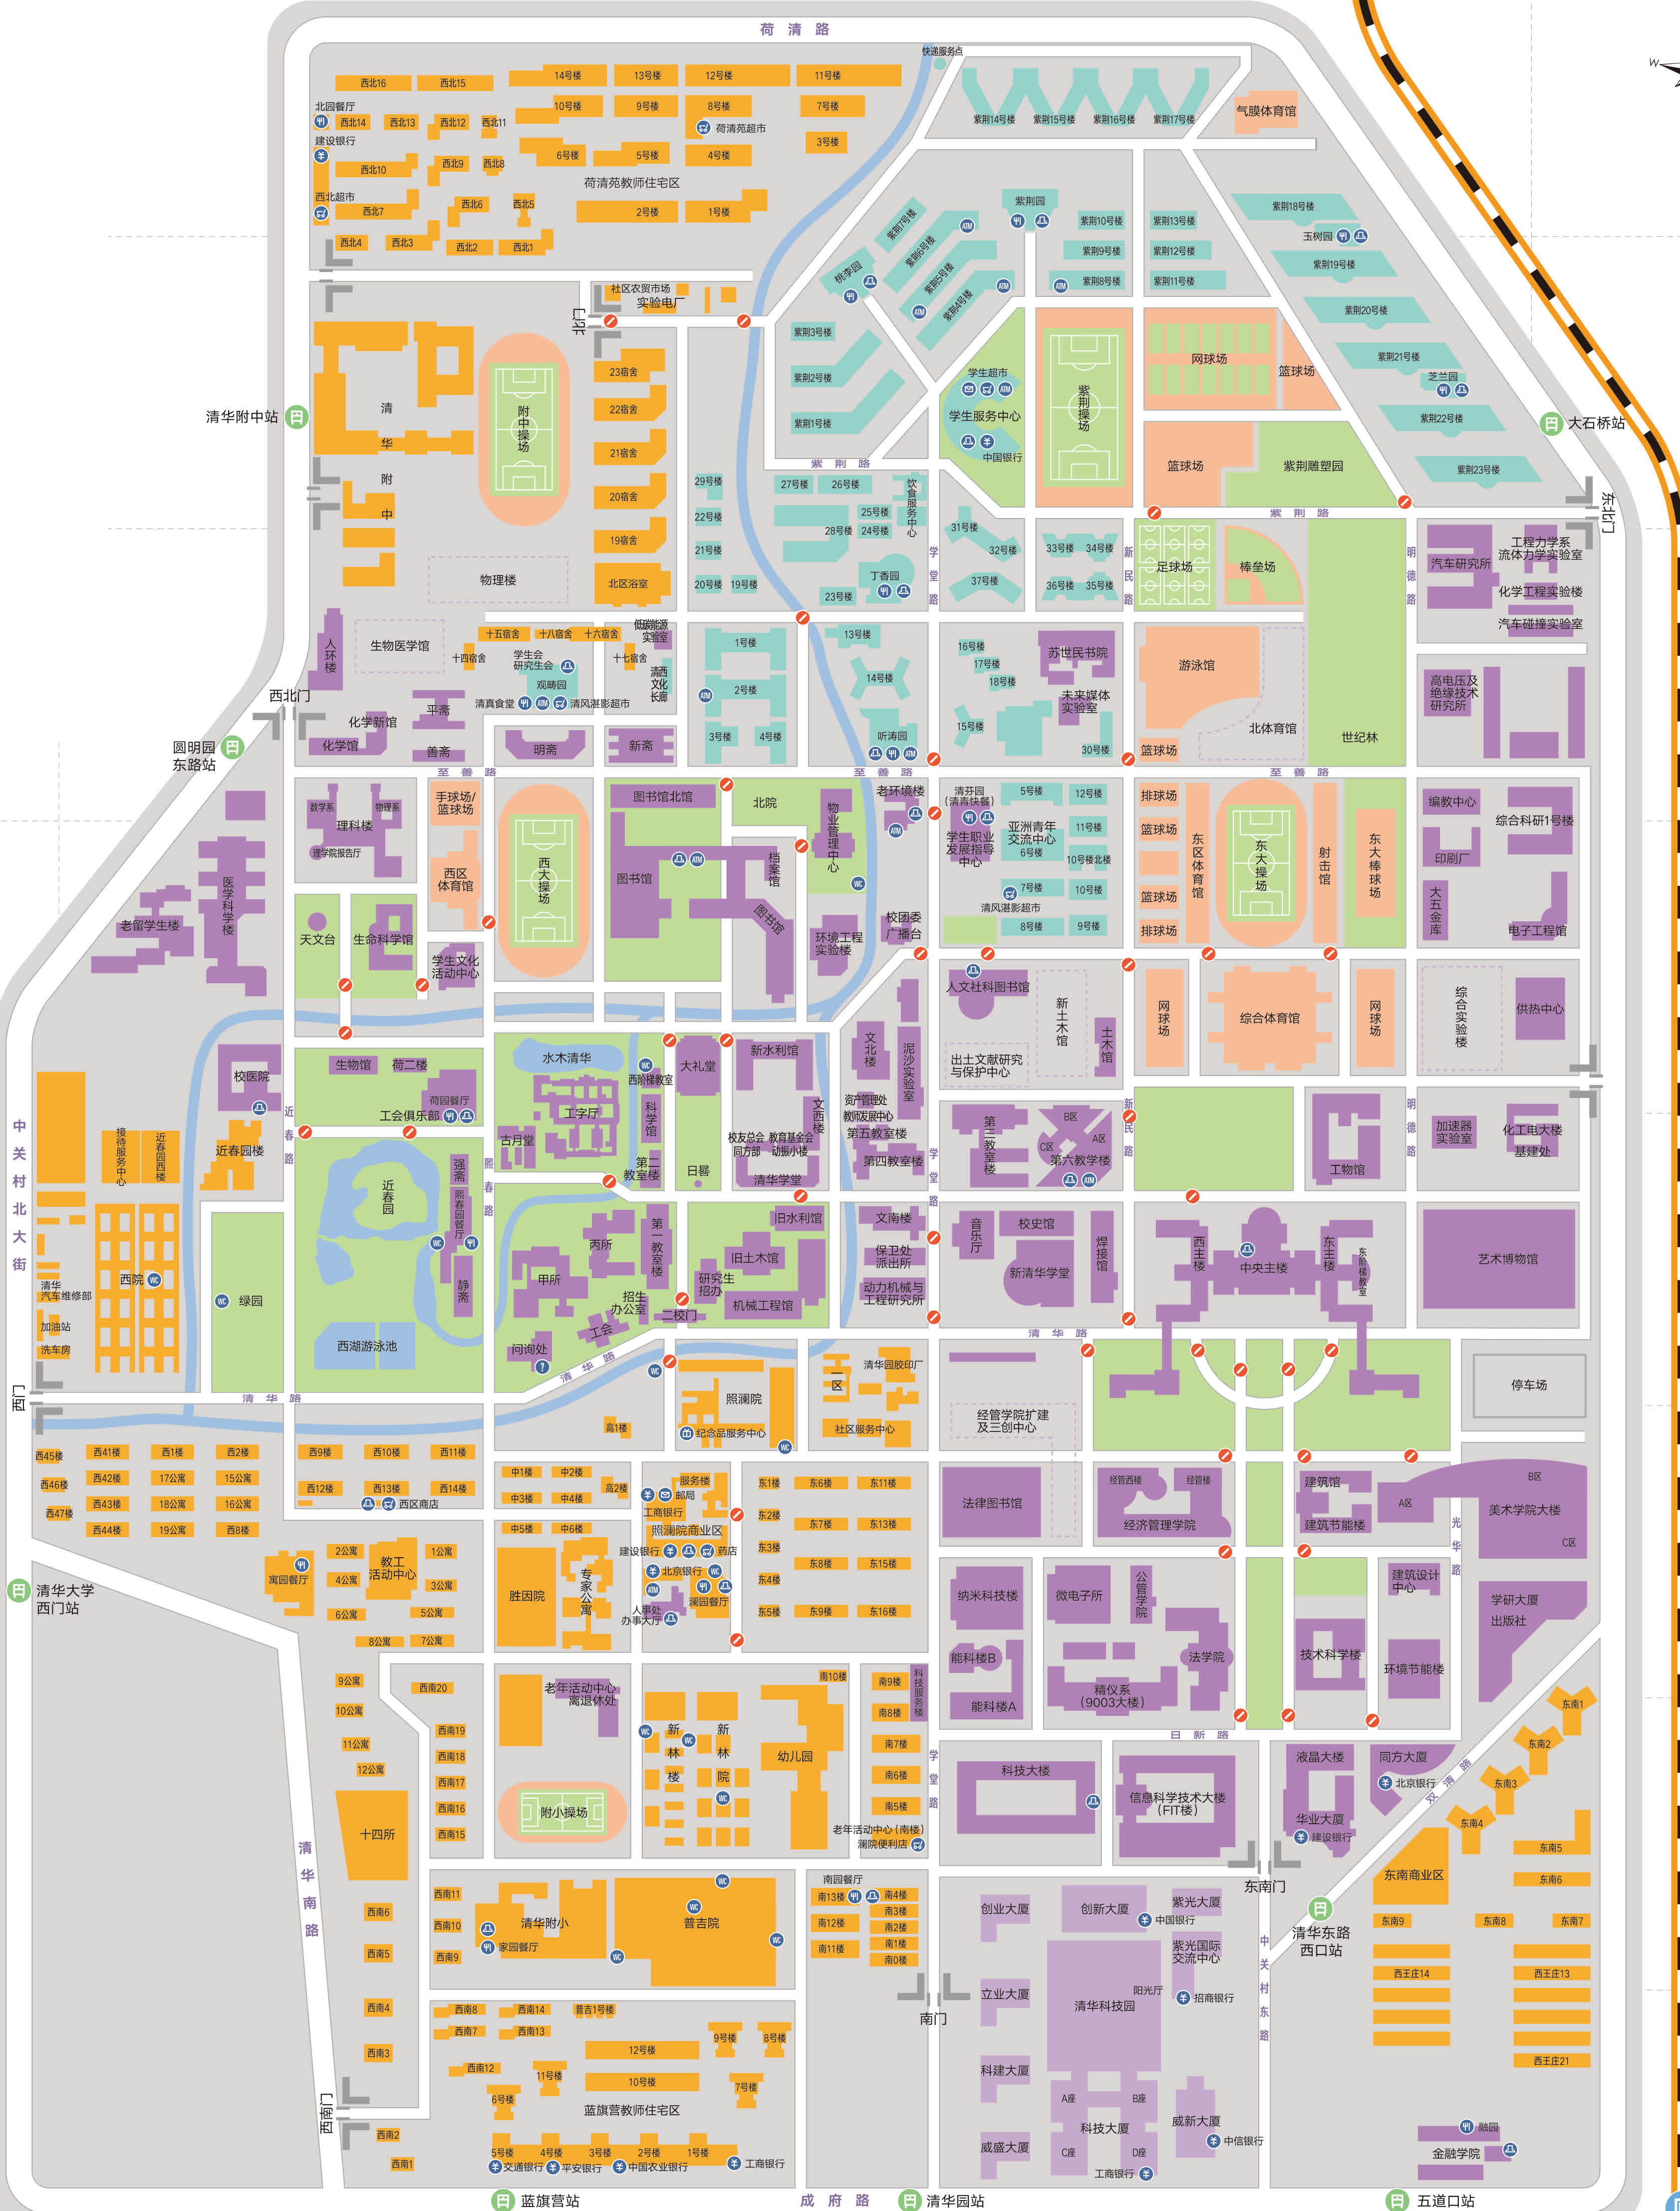 荷清路
快递服务点
W
西北16
西北15
14号楼
13号楼
12号楼
11号楼
北园餐厅
西北14
西北13
西北12
西北11
10号楼
9号楼
8号楼
7号楼
荷清苑超市
建设银行
3号楼
6号楼
5号楼
4号楼
西北10
西北9
西北8
荷清苑教师住宅区
西北超市
西北7
西北6
西北5
2号楼
1号楼
西北4
西北3
西北2
西北1
紫荆14号楼
紫荆15号楼
紫荆16号楼
紫荆17号楼
气膜体育馆
紫荆园
紫荆7号楼
紫荆6号楼
紫荆5号楼
紫荆4号楼
ATM
ATM
ATM
ATM
紫荆10号楼
紫荆9号楼
紫荆8号楼
紫荆13号楼
紫荆12号楼
紫荆11号楼
紫荆18号楼
玉树园
紫荆19号楼
紫荆20号楼
紫荆21号楼
芝兰园
紫荆22号楼
紫荆23号楼
大石桥站
东北门
桃李园
紫荆3号楼
紫荆2号楼
紫荆1号楼
紫荆路
社区农贸市场
实验电厂
北门
学生超市
ATM
学生服务中心
中国银行
紫荆操场
网球场
篮球场
篮球场
紫荆雕塑园
紫荆路
清华附中站
清华附中
附中操场
23宿舍
22宿舍
21宿舍
20宿舍
19宿舍
北区浴室
物理楼
29号楼
22号楼
21号楼
20号楼
19号楼
27号楼
26号楼
25号楼
28号楼
24号楼
饮食服务中心
丁香园
23号楼
学堂路
31号楼
32号楼
37号楼
33号楼
34号楼
36号楼
35号楼
新民路
足球场
棒垒场
明德路
汽车研究所
工程力学系
流体力学实验室
化学工程实验楼
汽车碰撞实验室
人环楼
生物医学馆
十五宿舍
十八宿舍
十六宿舍
十四宿舍
十七宿舍
学生会
研究生会
观畴园
清真食堂
ATM
清风湛影超市
低碳能源
实验室
清西
文化
长廊
1号楼
2号楼
ATM
3号楼
4号楼
13号楼
14号楼
听涛园
ATM
16号楼
17号楼
18号楼
15号楼
苏世民书院
未来媒体
实验室
30号楼
游泳馆
篮球场
北体育馆
世纪林
高电压及
绝缘技术
研究所
西北门
圆明园
东路站
化学新馆
化学馆
平斋
善斋
明斋
新斋
至善路
至善路
至善路
数学系
物理系
理科楼
理学院报告厅
手球场/
篮球场
西区
体育馆
西大操场
图书馆北馆
图书馆
ATM
档案馆
图书馆
北院
物业管理中心
WC
环境工程
实验楼
老环境楼
ATM
校团委
广播台
清芬园
(清青快餐)
学生职业
发展指导
中心
5号楼
亚洲青年
交流中心
6号楼
7号楼
清风湛影超市
8号楼
12号楼
11号楼
10号楼北楼
10号楼
9号楼
排球场
篮球场
篮球场
排球场
东区体育馆
东大操场
射击馆
东大棒球场
编教中心
印刷厂
大五金库
综合科研1号楼
电子工程馆
医学科学楼
老留学生楼
天文台
生命科学馆
学生文化
活动中心
人文社科图书馆
新土木馆
土木馆
出土文献研究
与保护中心
网球场
综合体育馆
网球场
综合实验楼
供热中心
校医院
近春路
生物馆
荷二楼
荷园餐厅
工会俱乐部
水木清华
工字厅
古月堂
WC
西阶梯教室
科学馆
第二
教室楼
大礼堂
日晷
新水利馆
文西楼
校友总会
教育基金会
同方部
动振小楼
清华学堂
文北楼
泥沙实验室
资产管理处
教师发展中心
第五教室楼
第四教室楼
第三教室楼
B区
A区
C区
第六教学楼
ATM
学堂路
新民路
明德路
工物馆
加速器
实验室
化工电大楼
基建处
中关村北大街
接待服务中心
近春园西楼
近春园楼
西院
WC
清华
汽车维修部
加油站
洗车房
西门
绿园
WC
近春园
强斋
熙春园餐厅
静斋
WC
西湖游泳池
熙春路
丙所
甲所
第一教室楼
招生
办公室
工会
二校门
问询处
?
清华路
清华路
旧水利馆
旧土木馆
研究生
招办
机械工程馆
文南楼
保卫处
派出所
动力机械与
工程研究所
音乐厅
校史馆
新清华学堂
焊接馆
西主楼
中央主楼
东主楼
东阶梯教室
艺术博物馆
清华路
停车场
WC
照澜院
纪念品服务中心
WC
一区
清华园胶印厂
社区服务中心
高1楼
经管学院扩建
及三创中心
西45楼
西46楼
西47楼
西41楼
西42楼
西43楼
西44楼
西1楼
17公寓
18公寓
19公寓
西2楼
15公寓
16公寓
西8楼
西9楼
西10楼
西11楼
西12楼
西13楼
西14楼
西区商店
中1楼
中2楼
中3楼
中4楼
中5楼
中6楼
高2楼
服务楼
邮局
工商银行
照澜院商业区
建设银行
药店
北京银行
WC
ATM
澜园餐厅
人事处
办事大厅
东1楼
东2楼
东3楼
东4楼
东5楼
东6楼
东7楼
东8楼
东9楼
东11楼
东13楼
东15楼
东16楼
法律图书馆
经管西楼
经管楼
经济管理学院
建筑馆
建筑节能楼
A区
B区
美术学院大楼
C区
光华路
清华大学
西门站
寓园餐厅
教工
活动中心
2公寓
4公寓
6公寓
8公寓
1公寓
3公寓
5公寓
7公寓
9公寓
10公寓
11公寓
12公寓
十四所
胜因院
专家公寓
纳米科技楼
微电子所
公管学院
能科楼B
能科楼A
精仪系
(9003大楼)
法学院
建筑设计
中心
技术科学楼
环境节能楼
学研大厦
出版社
日新路
西南20
西南19
西南18
西南17
西南16
西南15
老年活动中心
离退休处
附小操场
WC
新林楼
WC
新林院
WC
幼儿园
南10楼
南9楼
南8楼
南7楼
南6楼
南5楼
科技服务楼
老年活动中心(南楼)
澜院便利店
学堂路
科技大楼
信息科学技术大楼
(FIT楼)
液晶大楼
同方大厦
北京银行
华业大厦
建设银行
双清路
东南1
东南2
东南3
东南4
东南5
东南6
东南商业区
东南7
东南8
东南9
东南门
清华东路
西口站
清华南路
西南6
西南5
西南4
西南3
西南2
西南1
西南门
西南11
西南10
西南9
清华附小
家园餐厅
WC
WC
普吉院
WC
WC
南园餐厅
南13楼
南12楼
南11楼
南4楼
南3楼
南2楼
南1楼
南0楼
南门
创业大厦
创新大厦
中国银行
紫光大厦
紫光国际
交流中心
立业大厦
清华科技园
阳光厅
招商银行
科建大厦
A座
B座
科技大厦
C座
D座
工商银行
威盛大厦
威新大厦
中信银行
中关村东路
西王庄14
西王庄13
西王庄21
融园
金融学院
西南8
西南7
西南14
西南13
西南12
普吉1号楼
12号楼
10号楼
11号楼
6号楼
9号楼
8号楼
7号楼
蓝旗营教师住宅区
5号楼
4号楼
3号楼
2号楼
1号楼
交通银行
平安银行
中国农业银行
工商银行
蓝旗营站
成府路
清华园站
五道口站